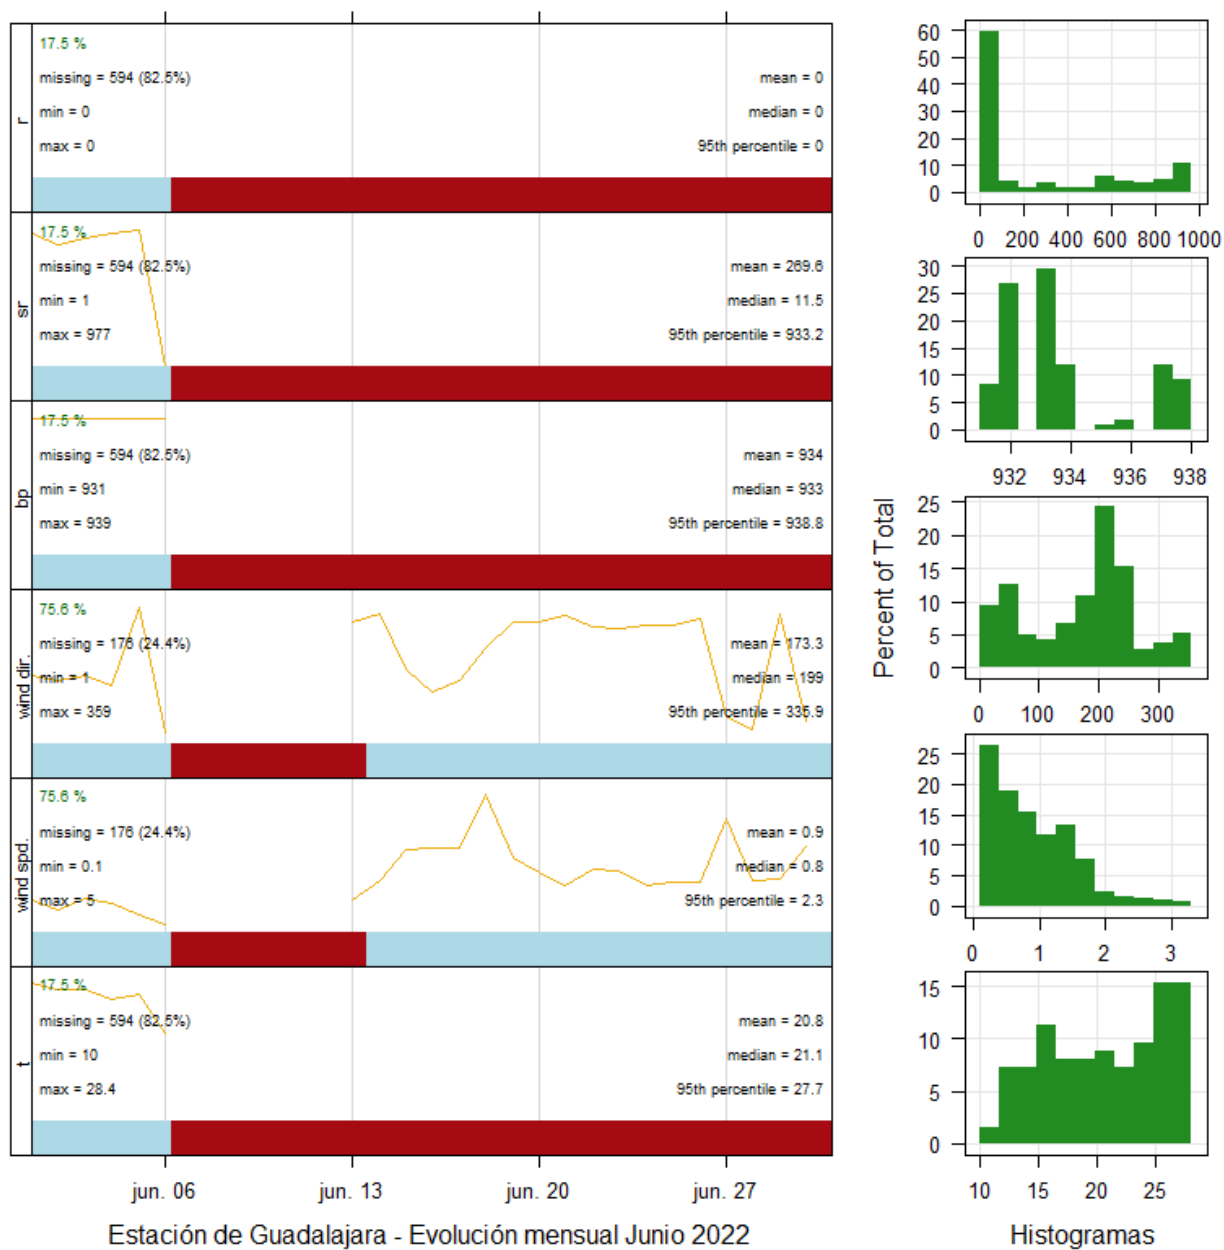 r
17.5 %
missing = 594 (82.5%)
min = 0
max = 0
mean = 0
median = 0
95th percentile = 0
sr
17.5 %
missing = 594 (82.5%)
min = 1
max = 977
mean = 269.6
median = 11.5
95th percentile = 933.2
bp
17.5 %
missing = 594 (82.5%)
min = 931
max = 939
mean = 934
median = 933
95th percentile = 938.8
wind dir.
75.6 %
missing = 176 (24.4%)
min = 1
max = 359
mean = 173.3
median = 199
95th percentile = 335.9
wind spd.
75.6 %
missing = 176 (24.4%)
min = 0.1
max = 5
mean = 0.9
median = 0.8
95th percentile = 2.3
t
17.5 %
missing = 594 (82.5%)
min = 10
max = 28.4
mean = 20.8
median = 21.1
95th percentile = 27.7
jun. 06 jun. 13 jun. 20 jun. 27
Estación de Guadalajara - Evolución mensual Junio 2022
Percent of Total
60
50
40
30
20
10
0
0 200 400 600 800 1000
30
25
20
15
10
5
0
932 934 936 938
25
20
15
10
5
0
0 100 200 300
25
20
15
10
5
0
0 1 2 3
15
10
5
0
10 15 20 25
Histogramas